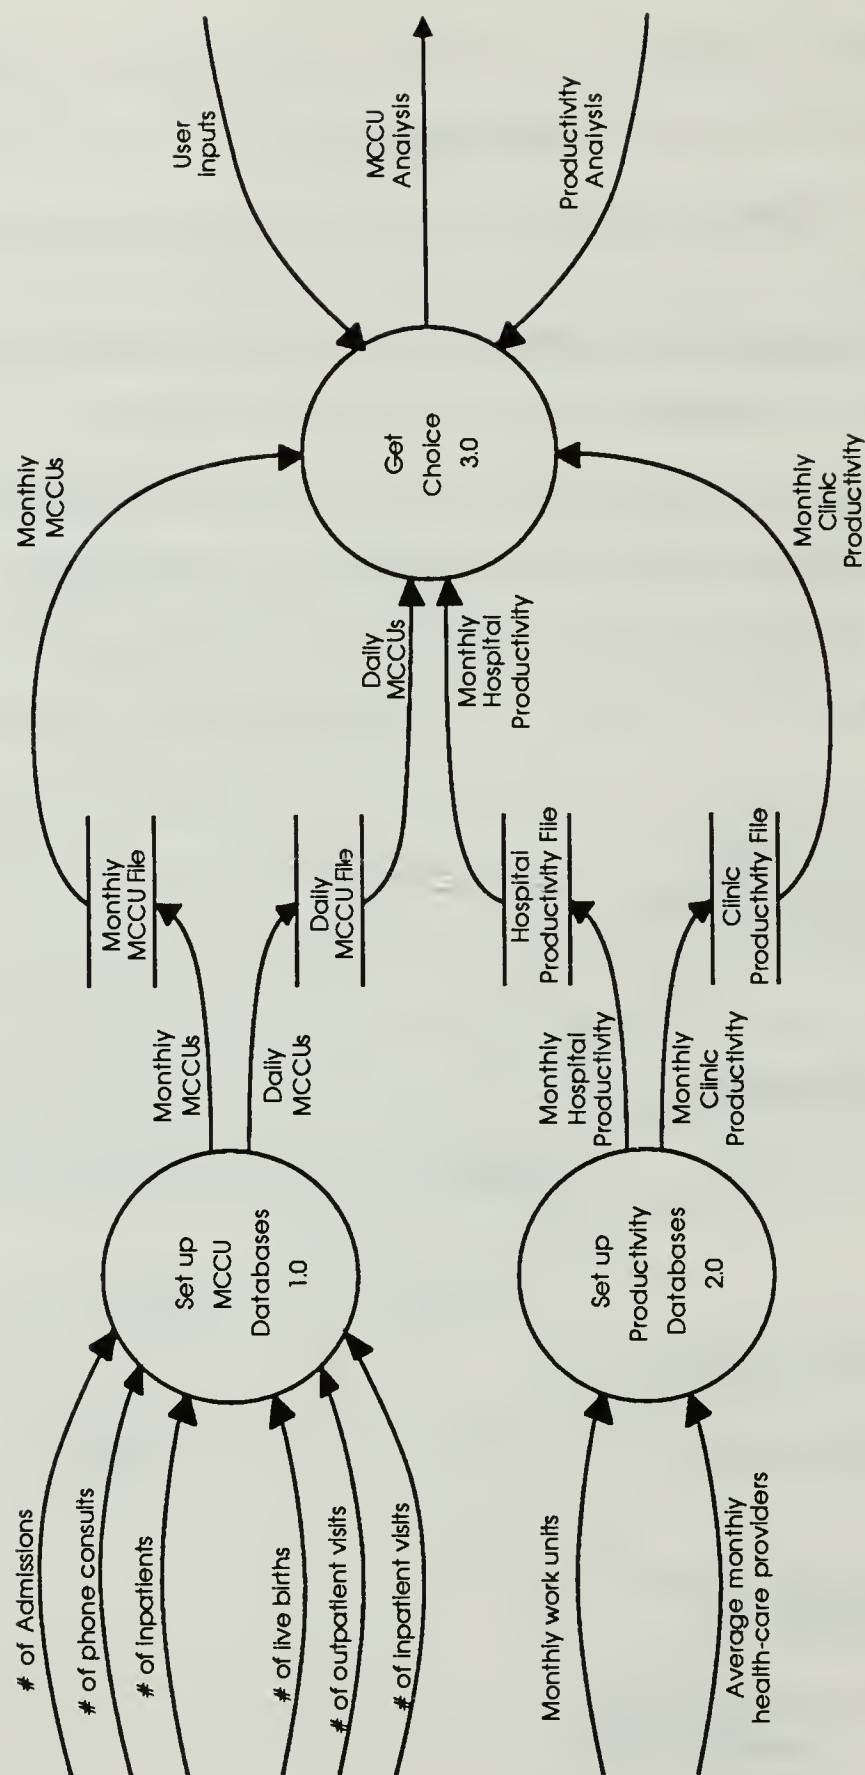 # of Admissions
# of phone consults
# of inpatients
# of live births
# of outpatient visits
# of inpatient visits
Set up
MCCU
Databases
1.0
Monthly
MCCUs
Daily
MCCUs
Monthly
MCCU File
Daily
MCCU File
Monthly
MCCUs
Daily
MCCUs
Monthly work units
Average monthly
health-care providers
Set up
Productivity
Databases
2.0
Monthly
Hospital
Productivity
Monthly
Clinic
Productivity
Hospital
Productivity File
Clinic
Productivity File
Monthly
Hospital
Productivity
Monthly
Clinic
Productivity
Get
Choice
3.0
User
inputs
MCCU
Analysis
Productivity
Analysis